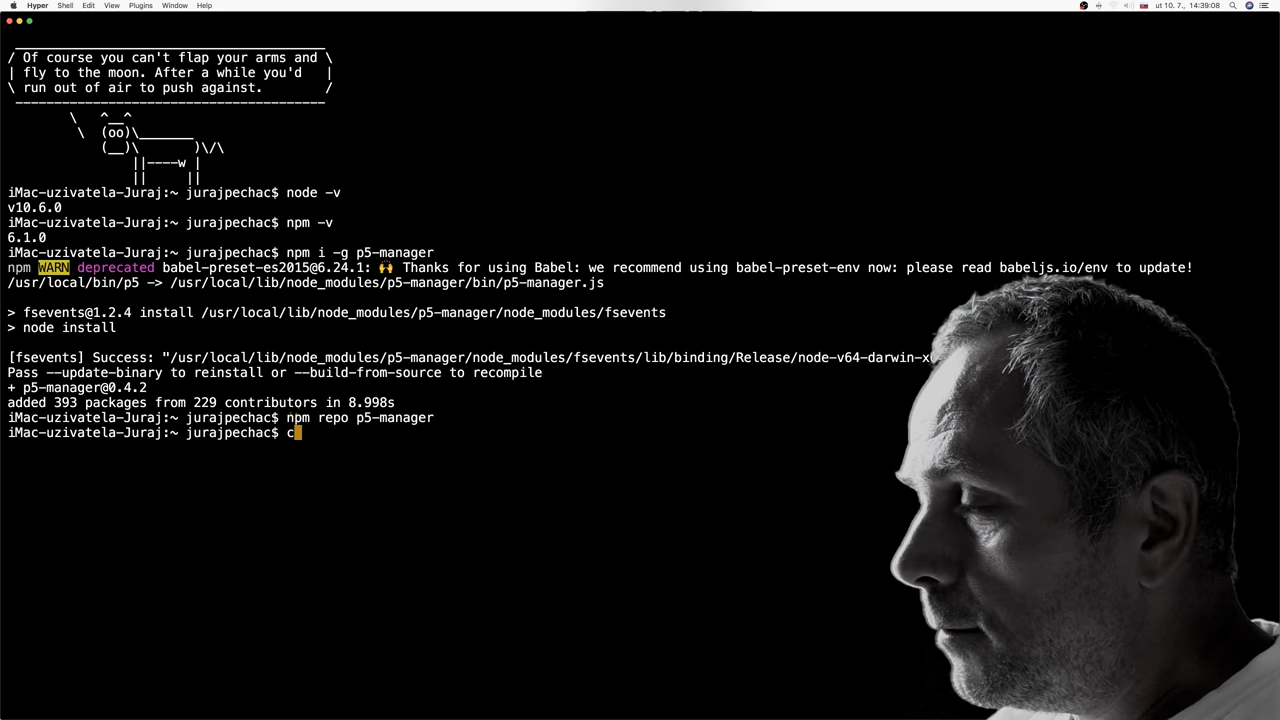 Hyper Shell Edit View Plugins Window Help ut 10. 7., 14:39:08
/ Of course you can't flap your arms and \
| fly to the moon. After a while you'd |
\ run out of air to push against. /
\ ^__^
\ (oo)\_______
(__)\ )\/\
||----w |
|| ||
iMac-uzivatela-Juraj:~ jurajpechac$ node -v
v10.6.0
iMac-uzivatela-Juraj:~ jurajpechac$ npm -v
6.1.0
iMac-uzivatela-Juraj:~ jurajpechac$ npm i -g p5-manager
npm WARN deprecated babel-preset-es2015@6.24.1: 🙌 Thanks for using Babel: we recommend using babel-preset-env now: please read babeljs.io/env to update!
/usr/local/bin/p5 -> /usr/local/lib/node_modules/p5-manager/bin/p5-manager.js
> fsevents@1.2.4 install /usr/local/lib/node_modules/p5-manager/node_modules/fsevents
> node install
[fsevents] Success: "/usr/local/lib/node_modules/p5-manager/node_modules/fsevents/lib/binding/Release/node-v64-darwin-x
Pass --update-binary to reinstall or --build-from-source to recompile
+ p5-manager@0.4.2
added 393 packages from 229 contributors in 8.998s
iMac-uzivatela-Juraj:~ jurajpechac$ npm repo p5-manager
iMac-uzivatela-Juraj:~ jurajpechac$ c